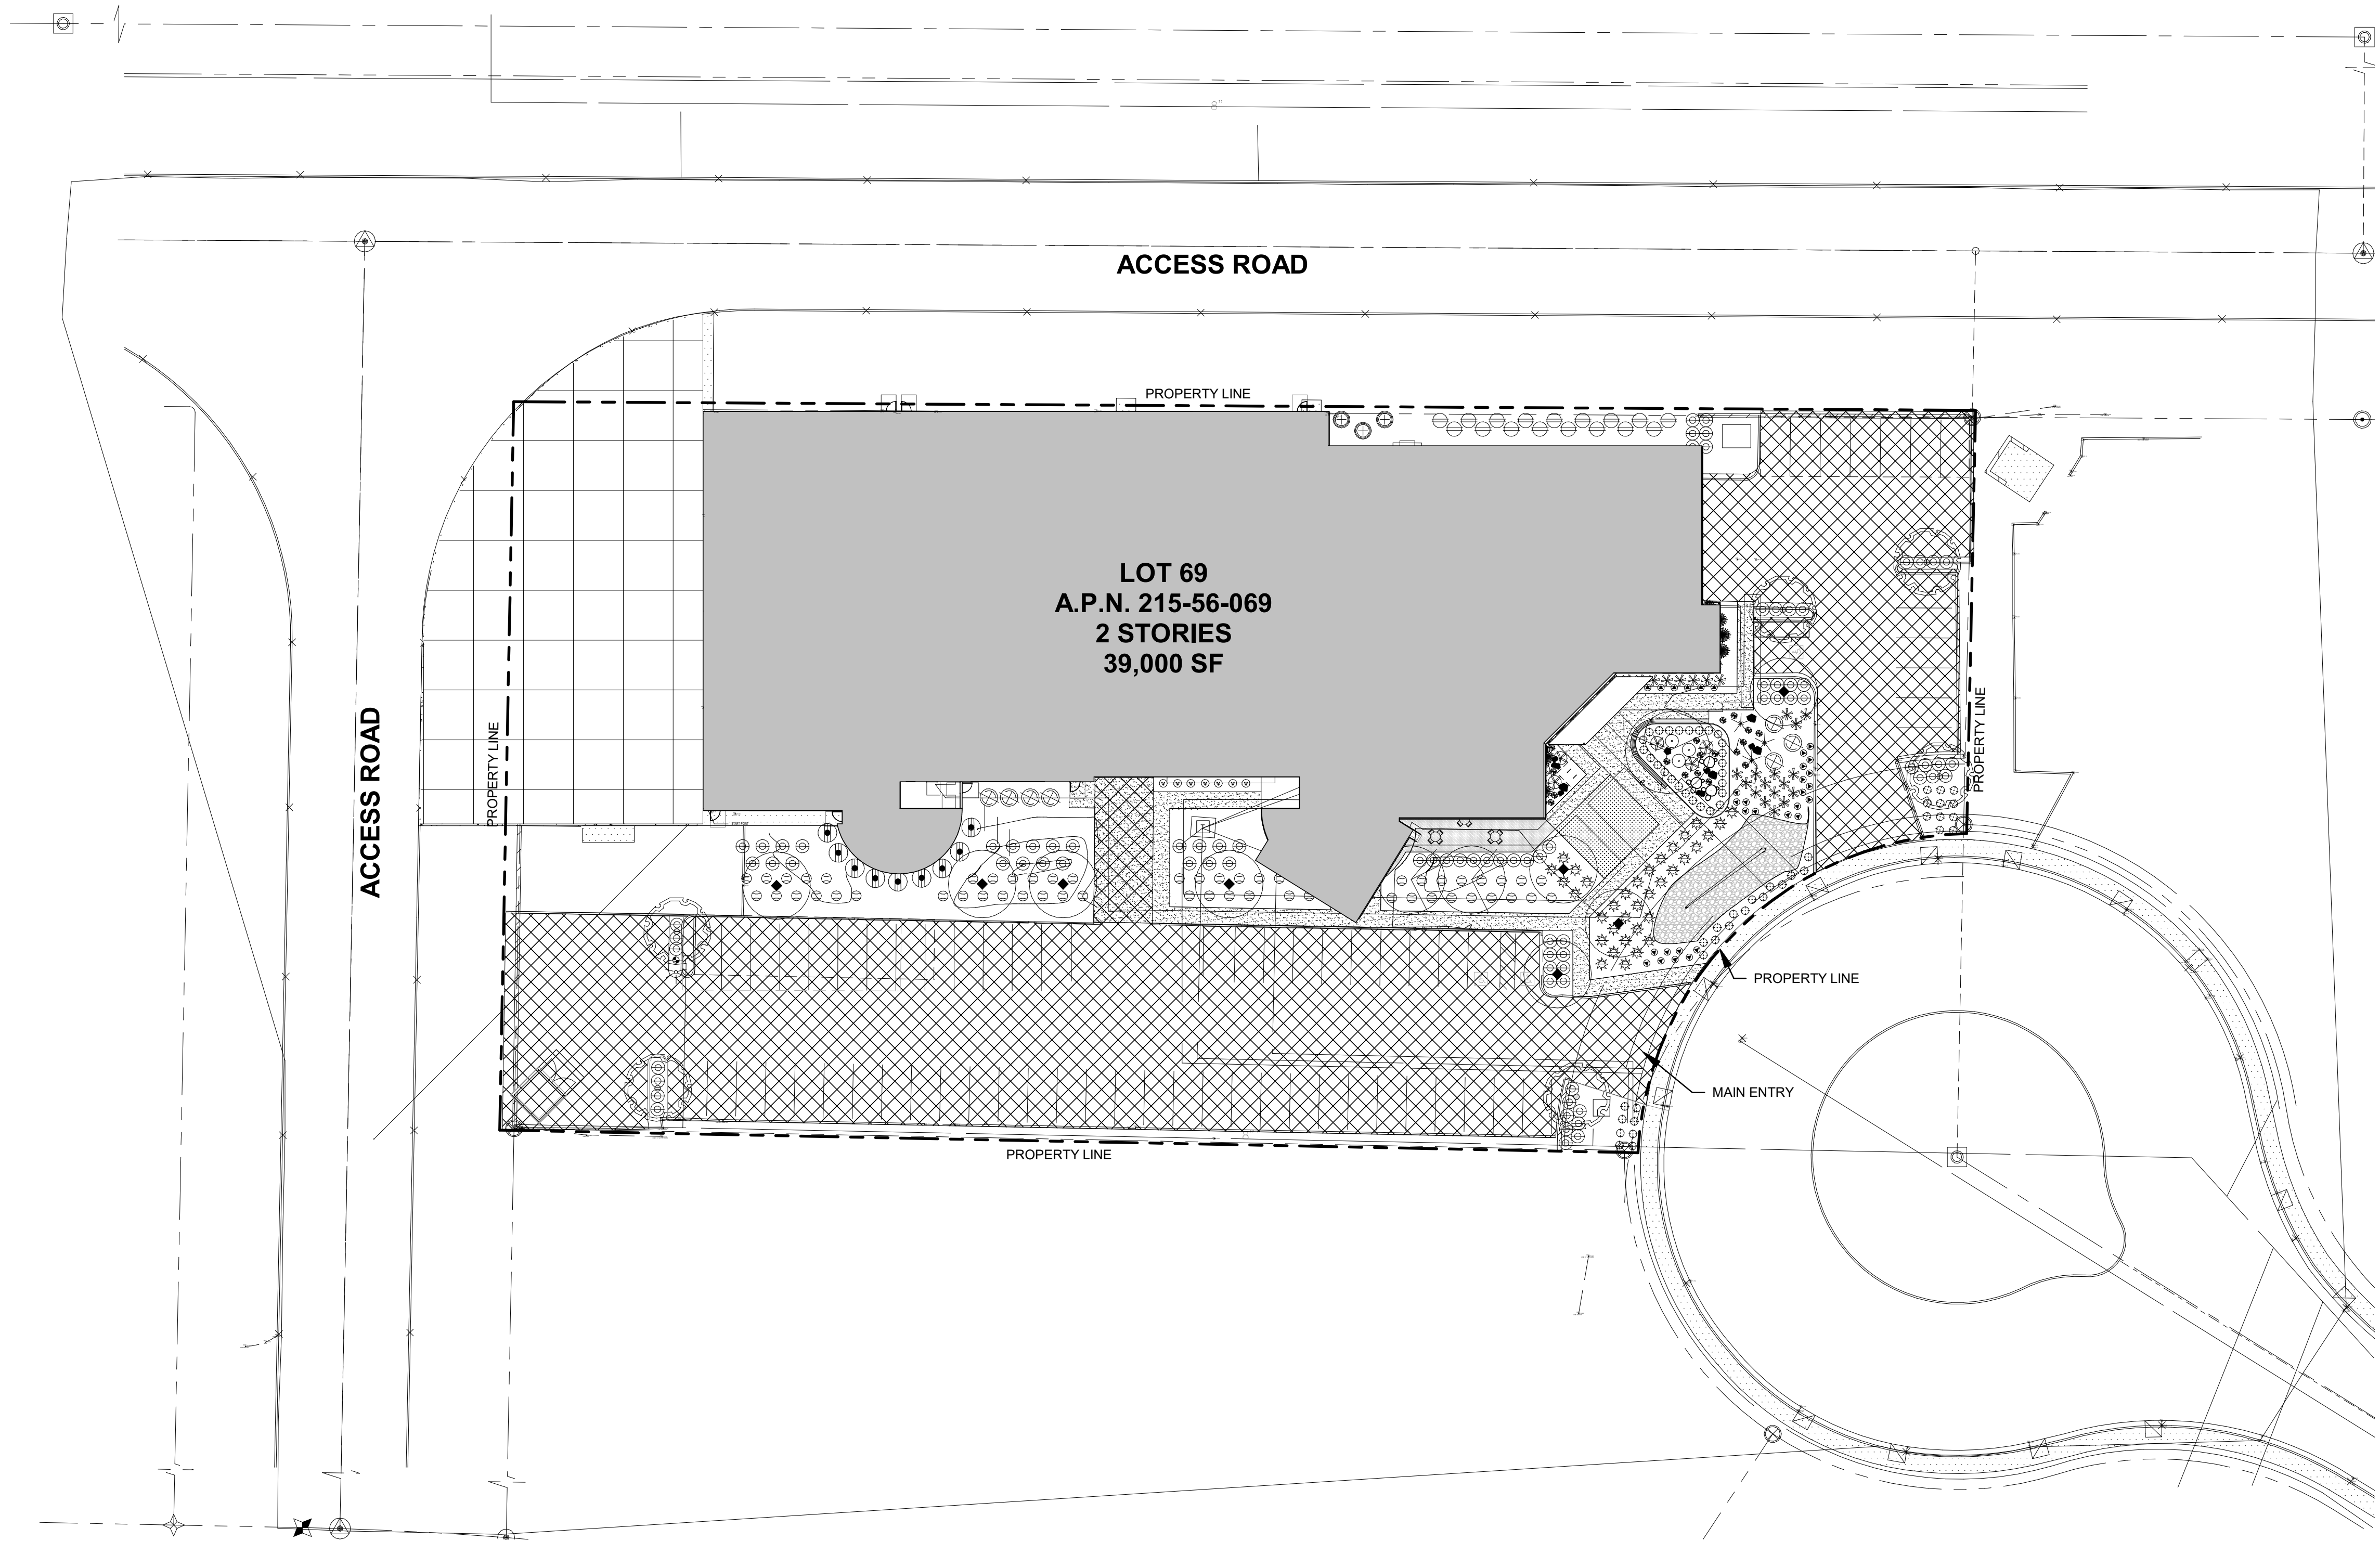 8"
ACCESS ROAD
PROPERTY LINE
LOT 69
A.P.N. 215-56-069
2 STORIES
39,000 SF
ACCESS ROAD
PROPERTY LINE
PROPERTY LINE
PROPERTY LINE
MAIN ENTRY
PROPERTY LINE